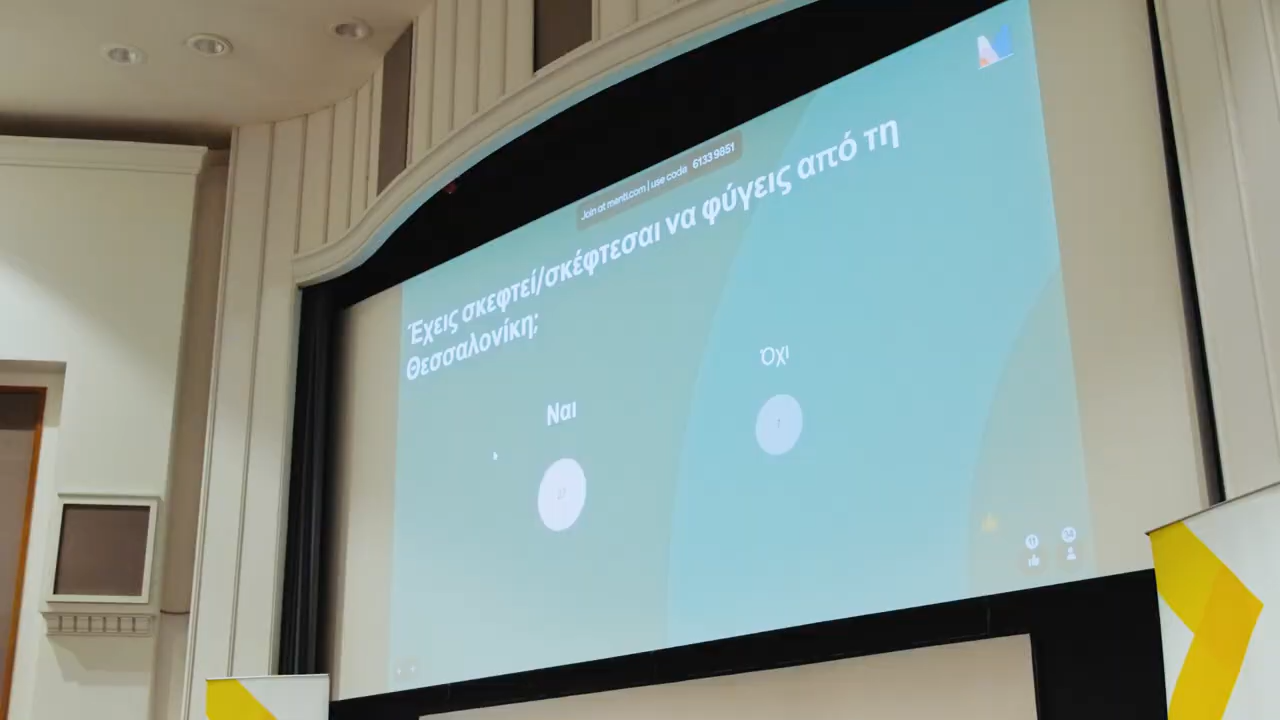 Join at menti.com | use code 6133 9851
Έχεις σκεφτεί/σκέφτεσαι να φύγεις από τη
Θεσσαλονίκη;
Ναι
Όχι